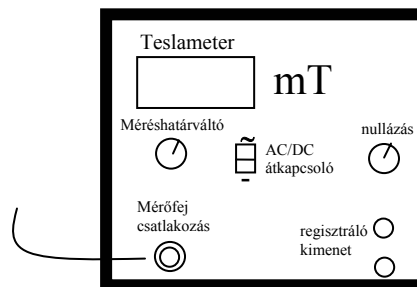 Teslameter
mT
Méréshatárváltó
~
AC/DC
átkapcsoló
-
nullázás
Mérőfej
csatlakozás
regisztráló
kimenet